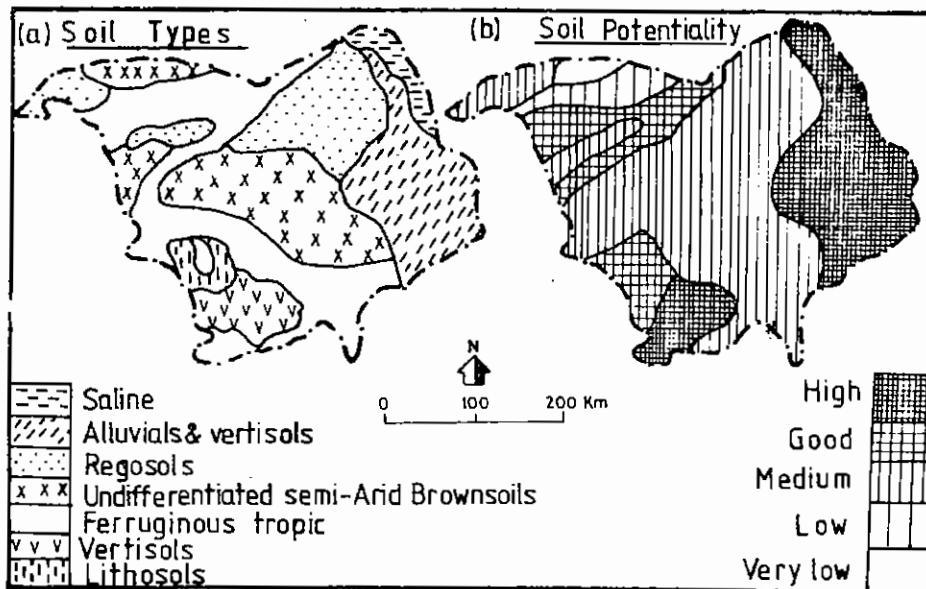 (a) Soil Types
(b) Soil Potentiality
N
0 100 200 Km
Saline
Alluvials & vertisols
Regosols
Undifferentiated semi-Arid Brownsoils
Ferruginous tropic
Vertisols
Lithosols
High
Good
Medium
Low
Very low